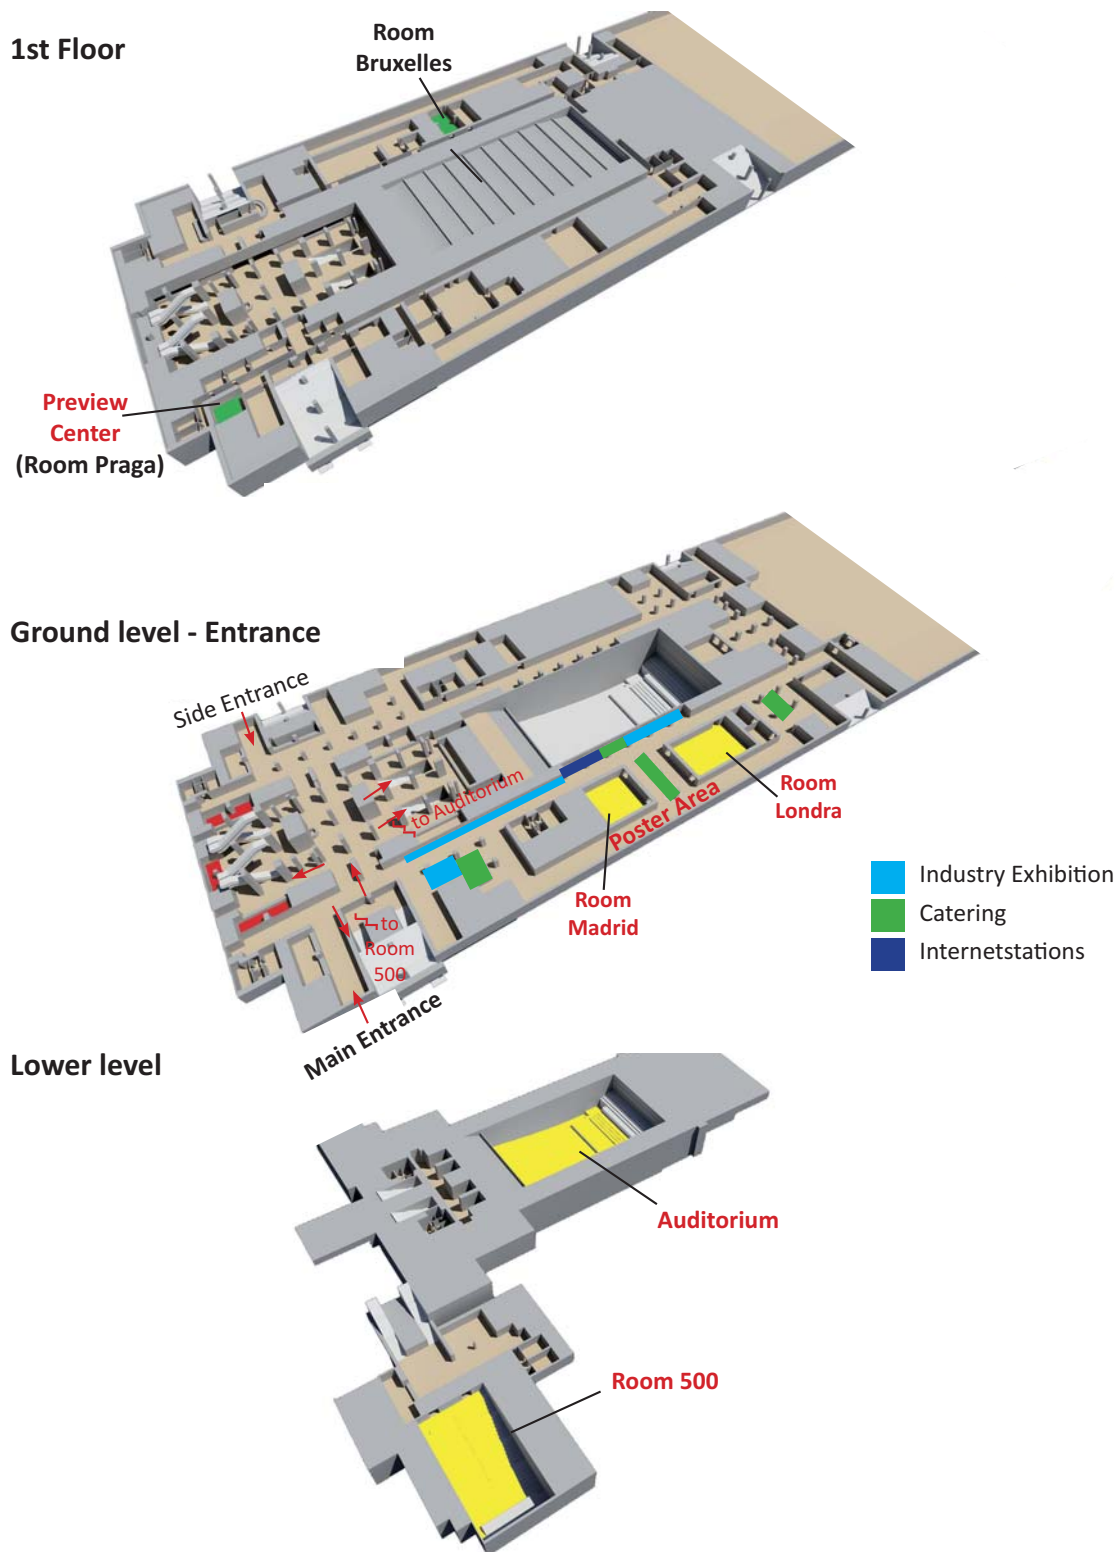 1st Floor
Room
Bruxelles
Preview
Center
(Room Praga)
Ground level - Entrance
Side Entrance
to Auditorium
Poster Area
Room
Londra
Room
Madrid
to
Room
500
Main Entrance
Industry Exhibition
Catering
Internetstations
Lower level
Auditorium
Room 500